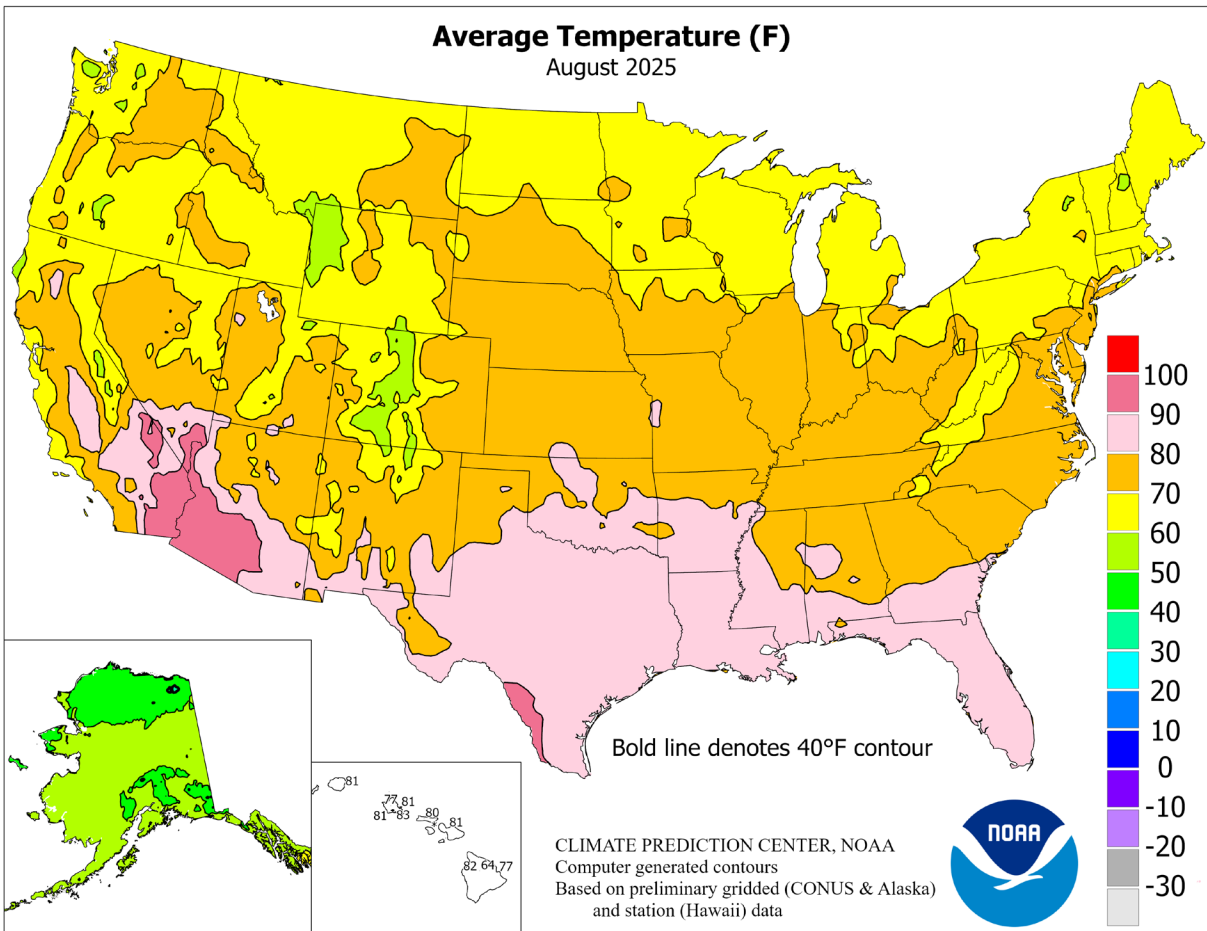 Average Temperature (F)
August 2025
100
90
80
70
60
50
40
30
20
10
0
-10
-20
-30
Bold line denotes 40°F contour
81
77 81
81 83
80
81
82 64 77
CLIMATE PREDICTION CENTER, NOAA
Computer generated contours
Based on preliminary gridded (CONUS & Alaska)
and station (Hawaii) data
NOAA